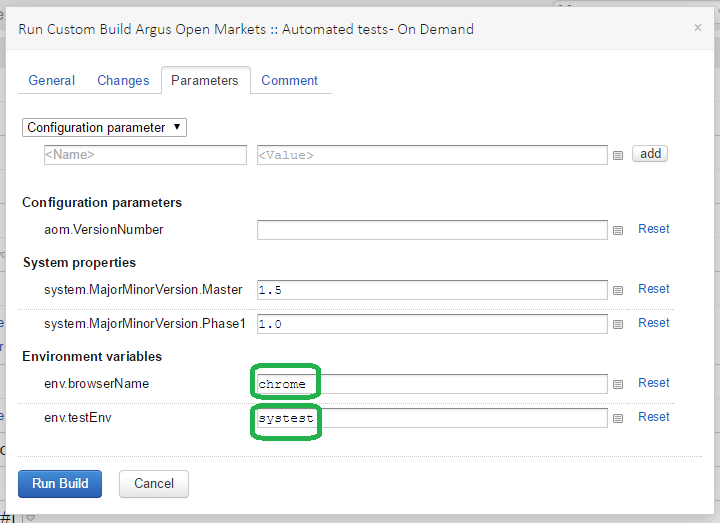 Run Custom Build Argus Open Markets :: Automated tests- On Demand ×
General Changes Parameters Comment
Configuration parameter ▼
<Name> <Value> add
Configuration parameters
aom.VersionNumber Reset
System properties
system.MajorMinorVersion.Master 1.5 Reset
system.MajorMinorVersion.Phase1 1.0 Reset
Environment variables
env.browserName chrome Reset
env.testEnv systest Reset
Run Build Cancel